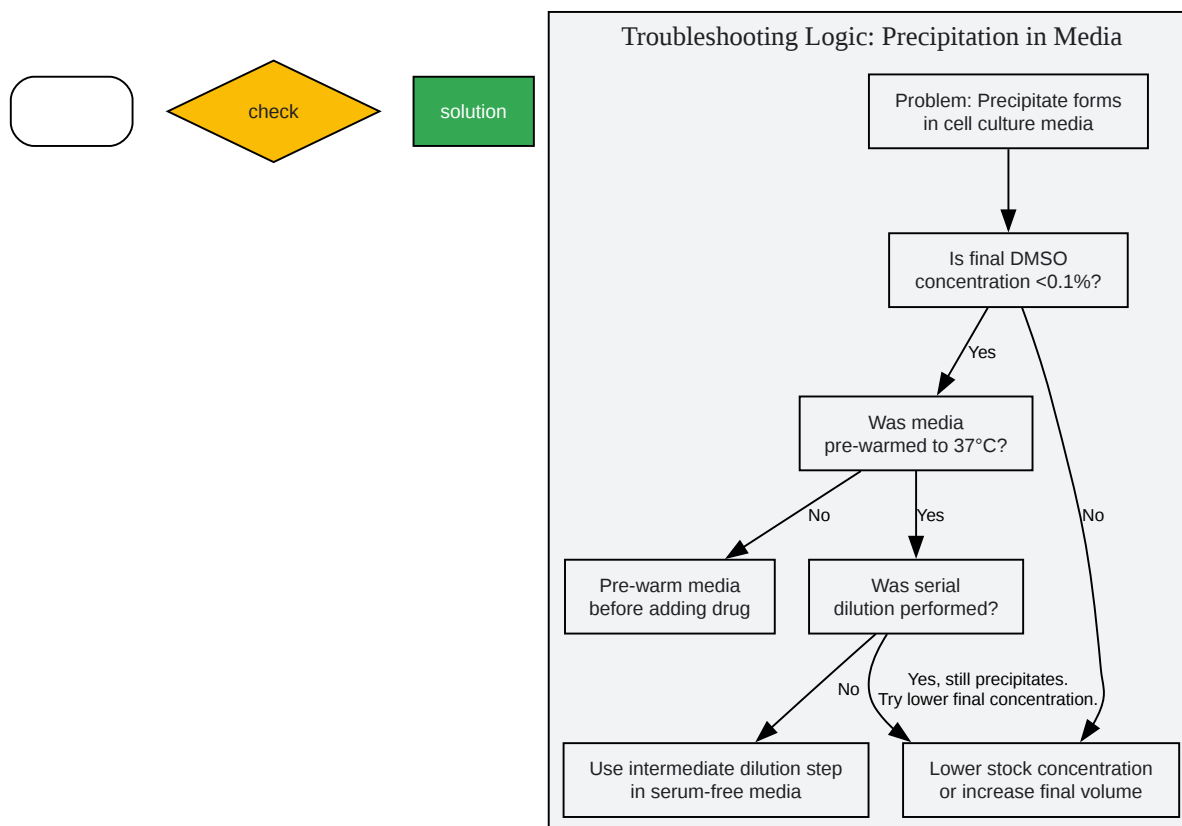 Troubleshooting Logic: Precipitation in Media
check
solution
Problem: Precipitate forms
in cell culture media
Is final DMSO
concentration <0.1%?
Yes
Was media
pre-warmed to 37°C?
No
Yes
No
Pre-warm media
before adding drug
Was serial
dilution performed?
No
Yes, still precipitates.
Try lower final concentration.
Use intermediate dilution step
in serum-free media
Lower stock concentration
or increase final volume